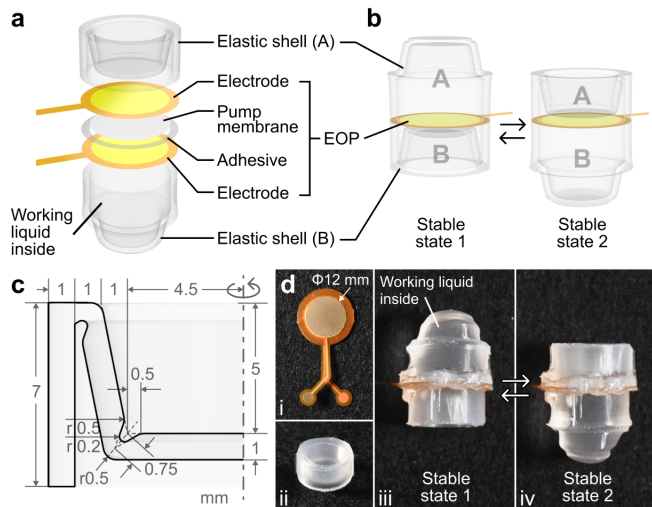 a
Elastic shell (A)
Electrode
Pump
membrane
EOP
Adhesive
Electrode
Working
liquid
inside
Elastic shell (B)
b
A
B
Stable
state 1
A
B
Stable
state 2
c
1 1 1 4.5
7
0.5
5
r0.5
r0.2
1
r0.5
0.75
mm
d
Φ12 mm
i
ii
Working liquid
inside
Stable
state 1
iii
Stable
state 2
iv